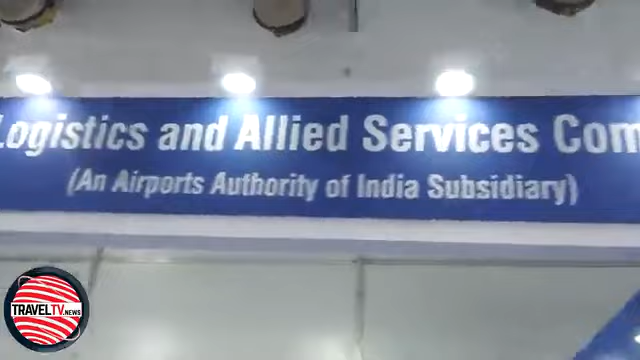 Logistics and Allied Services Com
(An Airports Authority of India Subsidiary)
TRAVELTV.NEWS